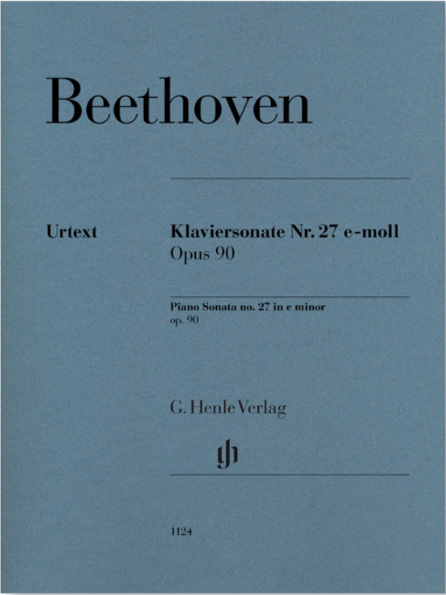 Beethoven
Urtext
Klaviersonate Nr. 27 e-moll
Opus 90
Piano Sonata no. 27 in e minor
op. 90
G. Henle Verlag
1124